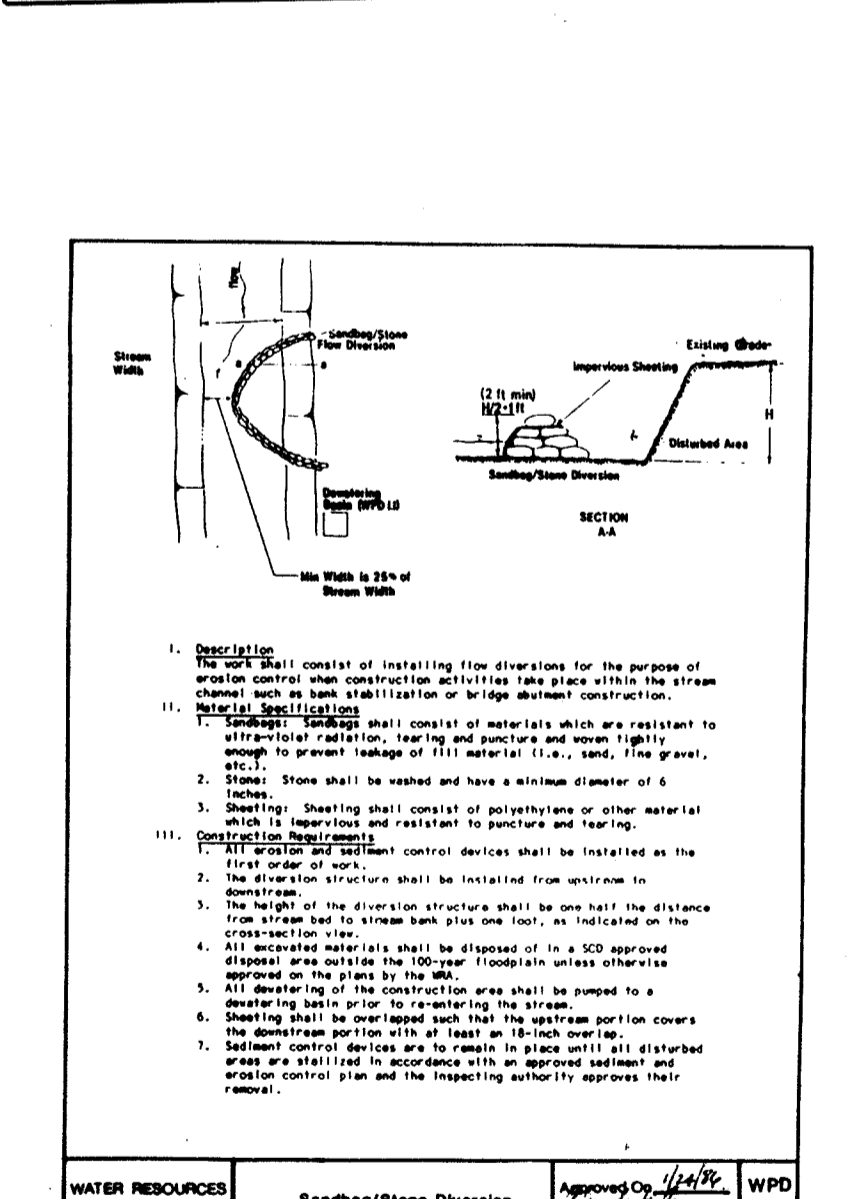 flow
Sandbag/Stone
Flow Diversion
Stream
Width
a
a
Dewatering
Basin (WPD 1.1)
Min Width is 25% of
Stream Width
Existing Grade
Impervious Sheeting
(2 ft min)
H/2+1ft
H
Disturbed Area
Sandbag/Stone Diversion
SECTION
A-A
I. Description
The work shall consist of installing flow diversions for the purpose of
erosion control when construction activities take place within the stream
channel such as bank stabilization or bridge abutment construction.
II. Material Specifications
1. Sandbags: Sandbags shall consist of materials which are resistant to
ultra-violet radiation, tearing and puncture and woven tightly
enough to prevent leakage of fill material (i.e., sand, fine gravel,
etc.).
2. Stone: Stone shall be washed and have a minimum diameter of 6
inches.
3. Sheeting: Sheeting shall consist of polyethylene or other material
which is impervious and resistant to puncture and tearing.
III. Construction Requirements
1. All erosion and sediment control devices shall be installed as the
first order of work.
2. The diversion structure shall be installed from upstream to
downstream.
3. The height of the diversion structure shall be one half the distance
from stream bed to stream bank plus one foot, as indicated on the
cross-section view.
4. All excavated materials shall be disposed of in a SCD approved
disposal area outside the 100-year floodplain unless otherwise
approved on the plans by the WRA.
5. All dewatering of the construction area shall be pumped to a
dewatering basin prior to re-entering the stream.
6. Sheeting shall be overlapped such that the upstream portion covers
the downstream portion with at least an 18-inch overlap.
7. Sediment control devices are to remain in place until all disturbed
areas are stailized in accordance with an approved sediment and
erosion control plan and the inspecting authority approves their
removal.
WATER RESOURCES
Sandbag/Stone Diversion
Approved On 1/24/86
WPD